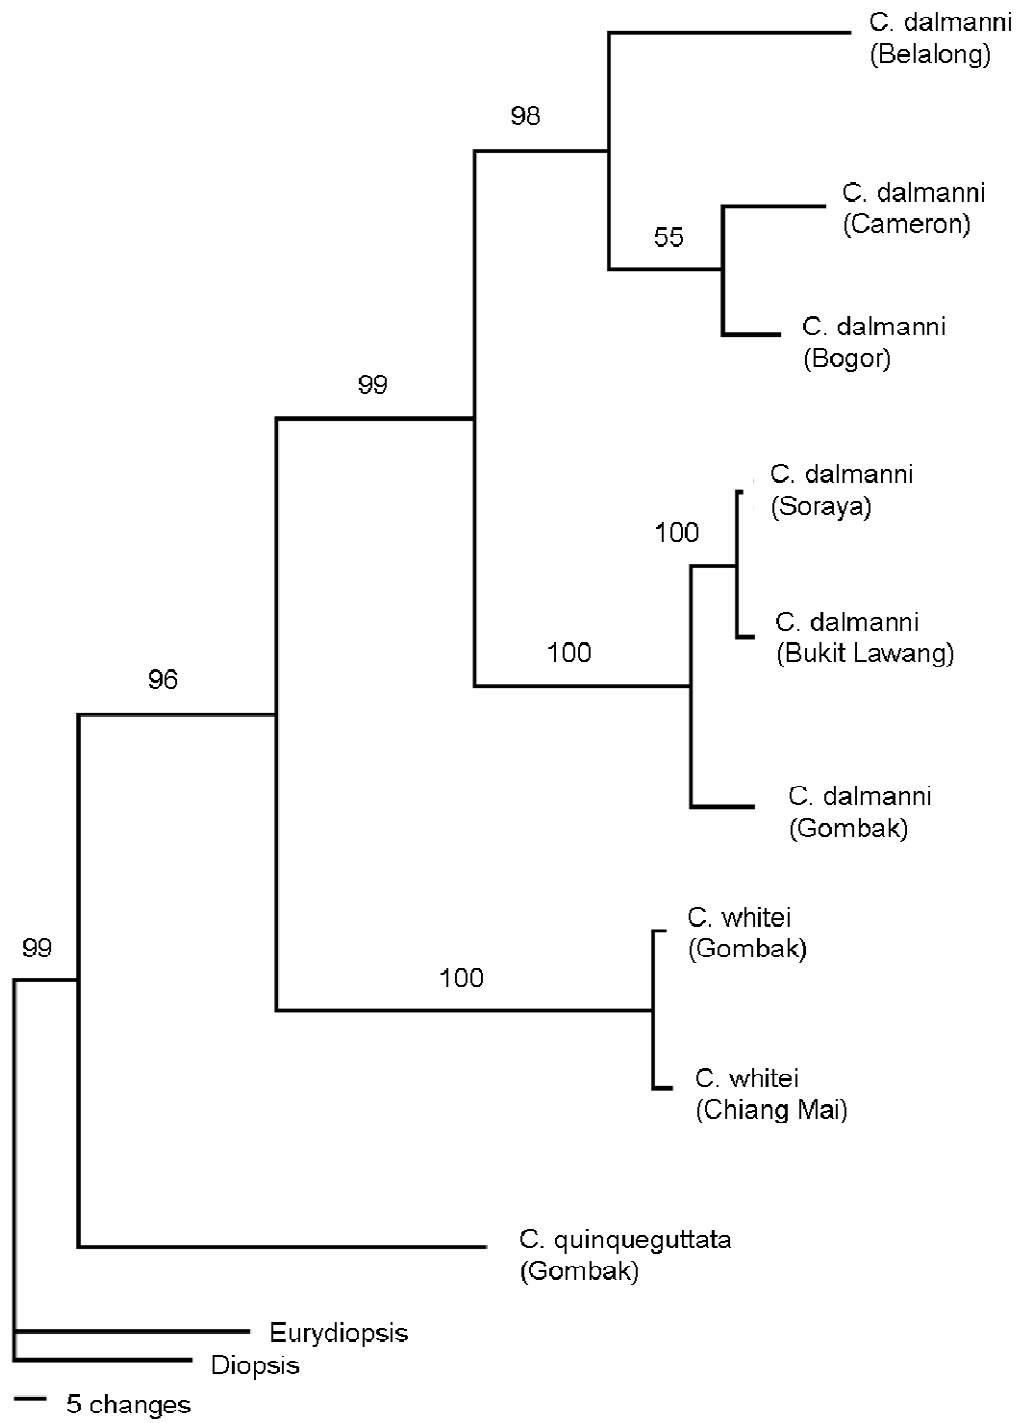 C. dalmanni
(Belalong)
98
C. dalmanni
(Cameron)
55
C. dalmanni
(Bogor)
99
C. dalmanni
(Soraya)
100
C. dalmanni
(Bukit Lawang)
100
96
C. dalmanni
(Gombak)
C. whitei
(Gombak)
99
100
C. whitei
(Chiang Mai)
C. quinqueguttata
(Gombak)
Eurydiopsis
Diopsis
5 changes